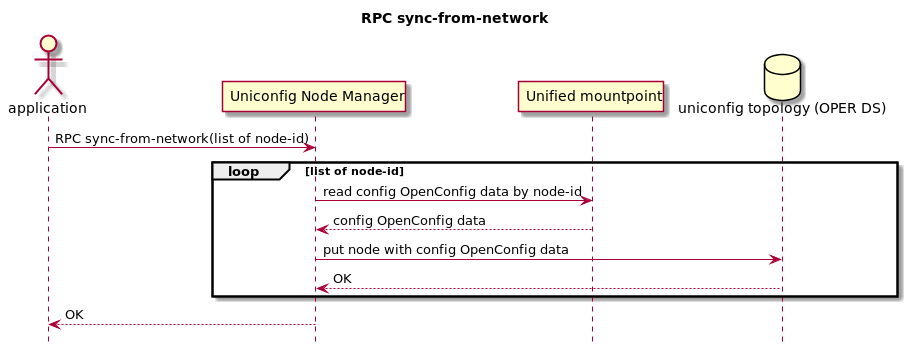 RPC sync-from-network
application
Uniconfig Node Manager
Unified mountpoint
uniconfig topology (OPER DS)
RPC sync-from-network(list of node-id)
loop [list of node-id]
read config OpenConfig data by node-id
config OpenConfig data
put node with config OpenConfig data
OK
OK